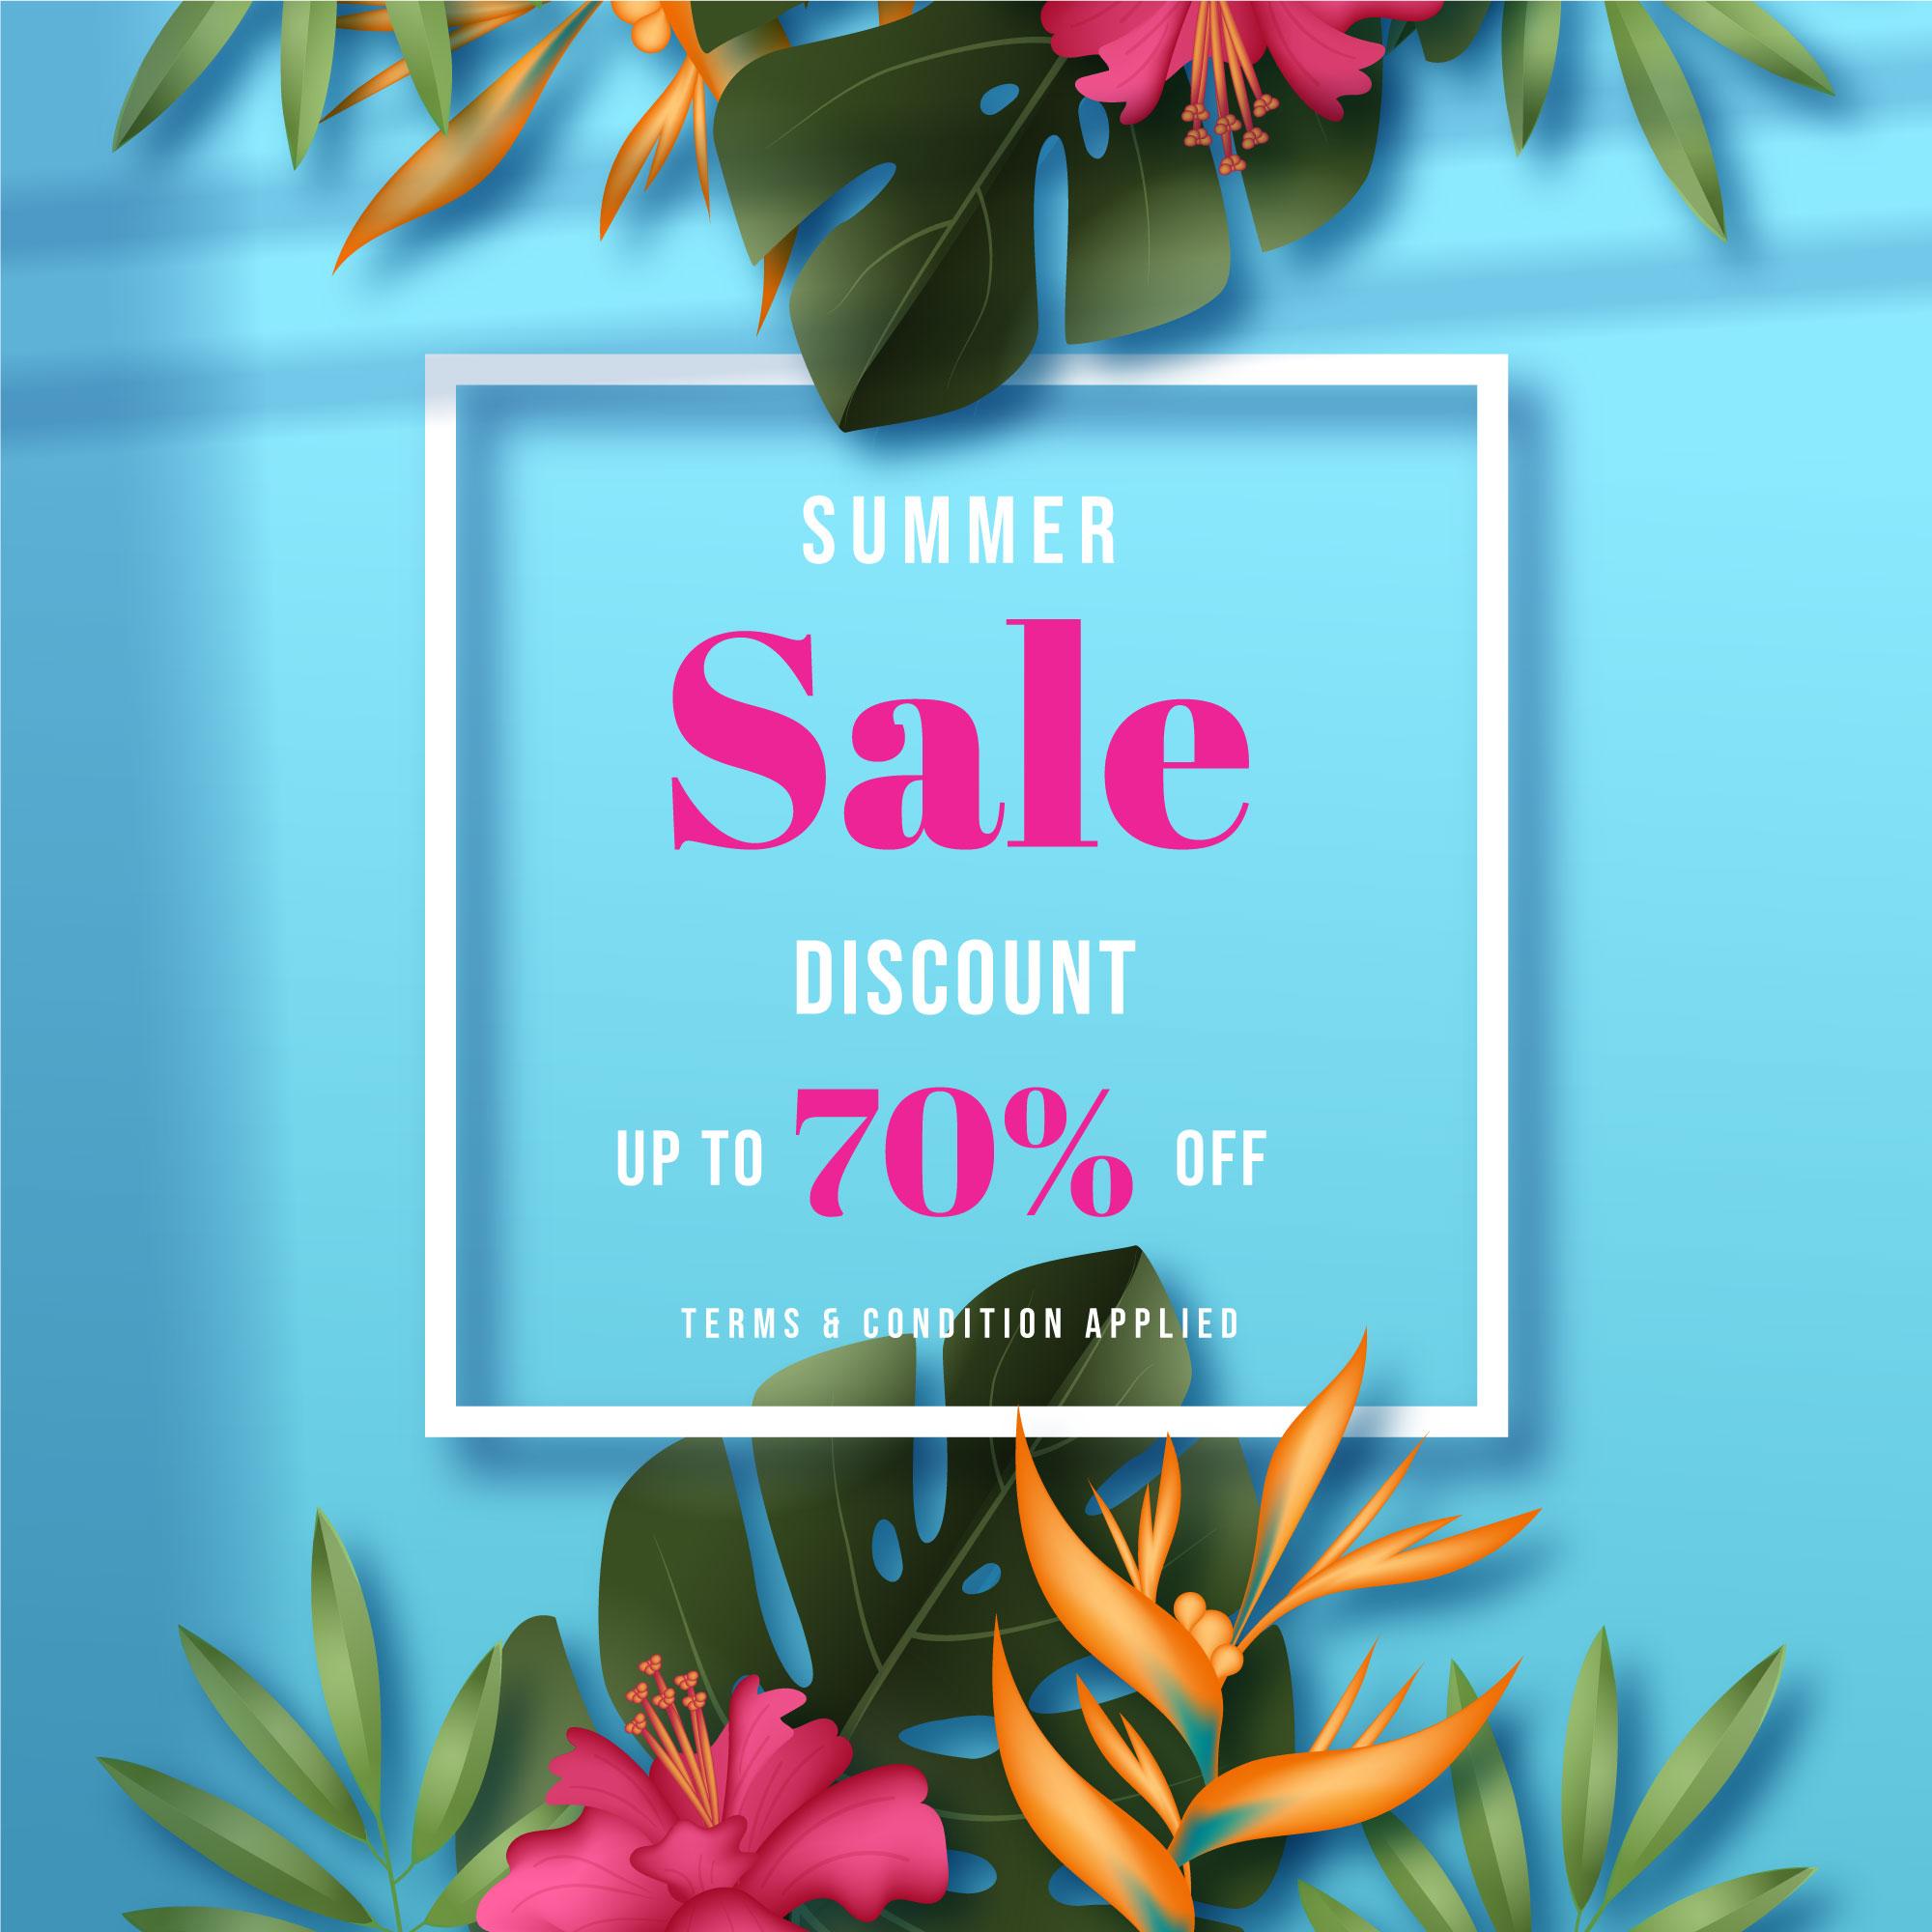 SUMMER
Sale
DISCOUNT
UP TO 70% OFF
TERMS & CONDITION APPLIED